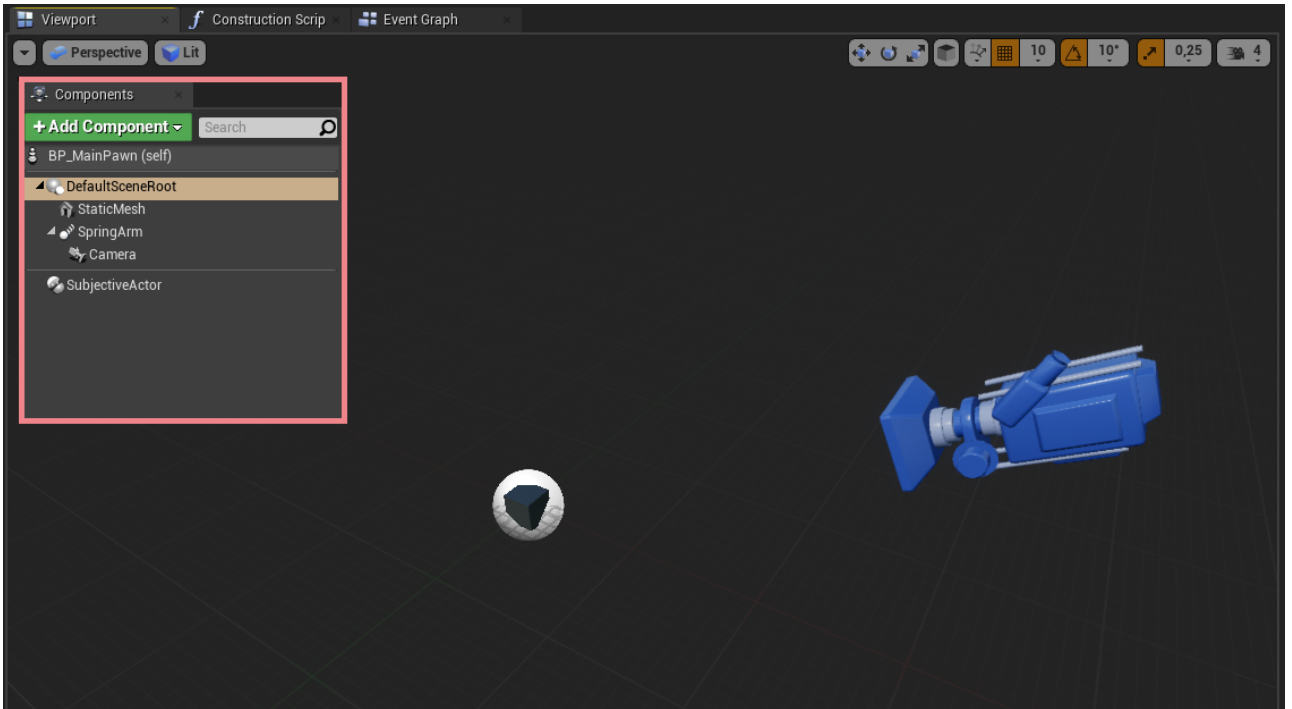 Viewport Construction Scrip Event Graph
Perspective Lit 10 10° 0,25 4
Components
+Add Component Search
BP_MainPawn (self)
DefaultSceneRoot
StaticMesh
SpringArm
Camera
SubjectiveActor